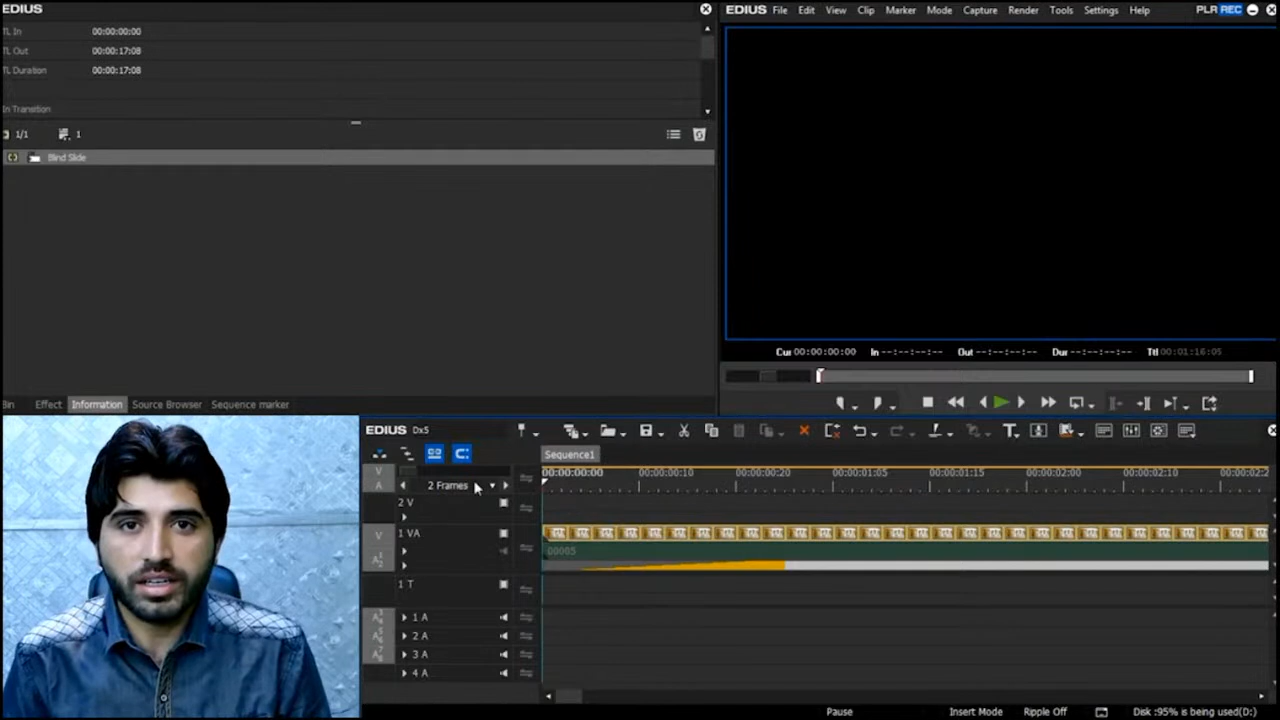 EDIUS
TL In 00:00:00:00
TL Out 00:00:17:08
TL Duration 00:00:17:08
In Transition
1/1 1
Blind Slide
Bin Effect Information Source Browser Sequence marker
EDIUS File Edit View Clip Marker Mode Capture Render Tools Settings Help PLR REC
Cur 00:00:00:00 In --:--:--:-- Out --:--:--:-- Dur --:--:--:-- Ttl 00:01:16:05
EDIUS Dx5
Sequence1
V
A
2 Frames
00:00:00:00 00:00:00:10 00:00:00:20 00:00:01:05 00:00:01:15 00:00:02:00 00:00:02:10 00:00:02:2
2 V
V 1 VA
00005
1 T
1 A
2 A
3 A
4 A
Pause Insert Mode Ripple Off Disk :95% is being used(D:)